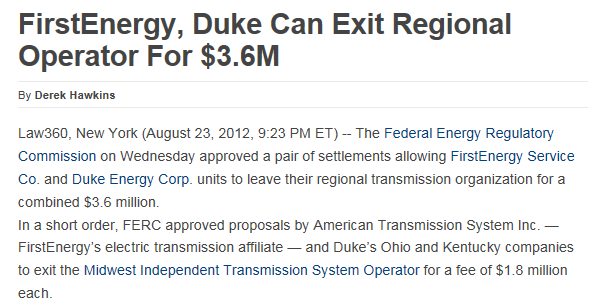 FirstEnergy, Duke Can Exit Regional
Operator For $3.6M
By Derek Hawkins
Law360, New York (August 23, 2012, 9:23 PM ET) -- The Federal Energy Regulatory
Commission on Wednesday approved a pair of settlements allowing FirstEnergy Service
Co. and Duke Energy Corp. units to leave their regional transmission organization for a
combined $3.6 million.
In a short order, FERC approved proposals by American Transmission System Inc. —
FirstEnergy's electric transmission affiliate — and Duke's Ohio and Kentucky companies
to exit the Midwest Independent Transmission System Operator for a fee of $1.8 million
each.